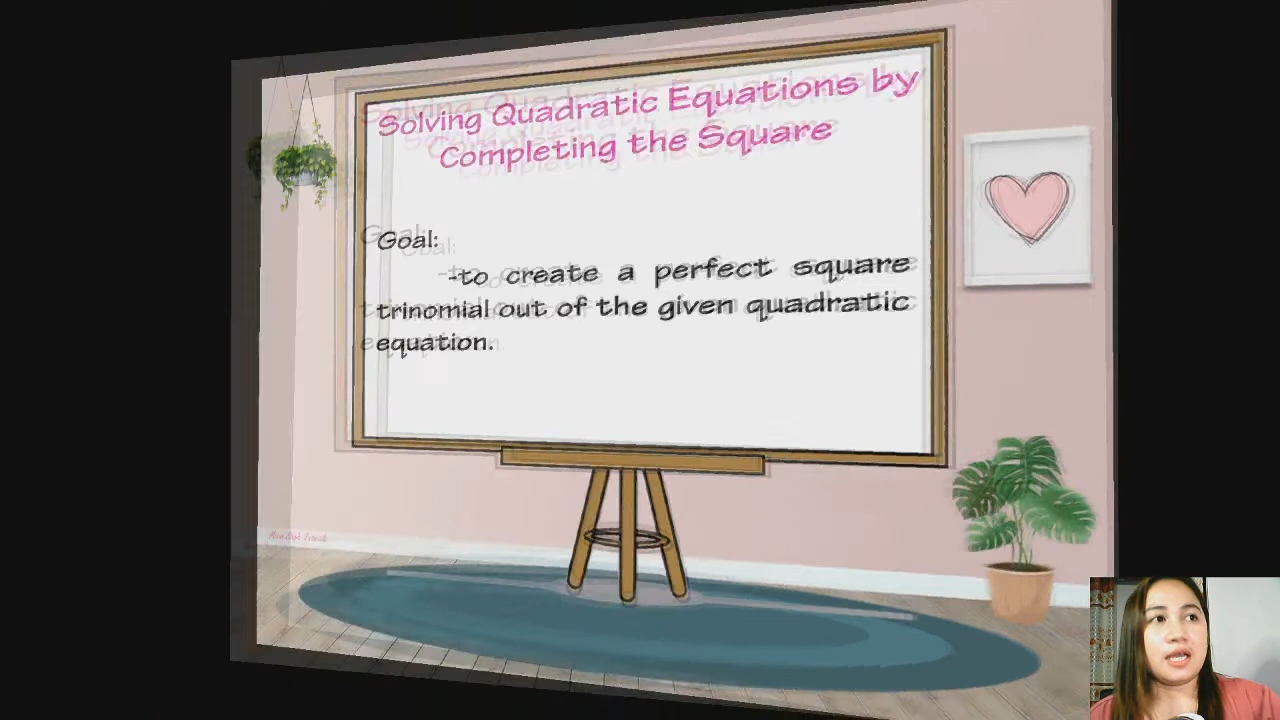 Solving Quadratic Equations by
Completing the Square
Goal:
-to create a perfect square
trinomial out of the given quadratic
equation.